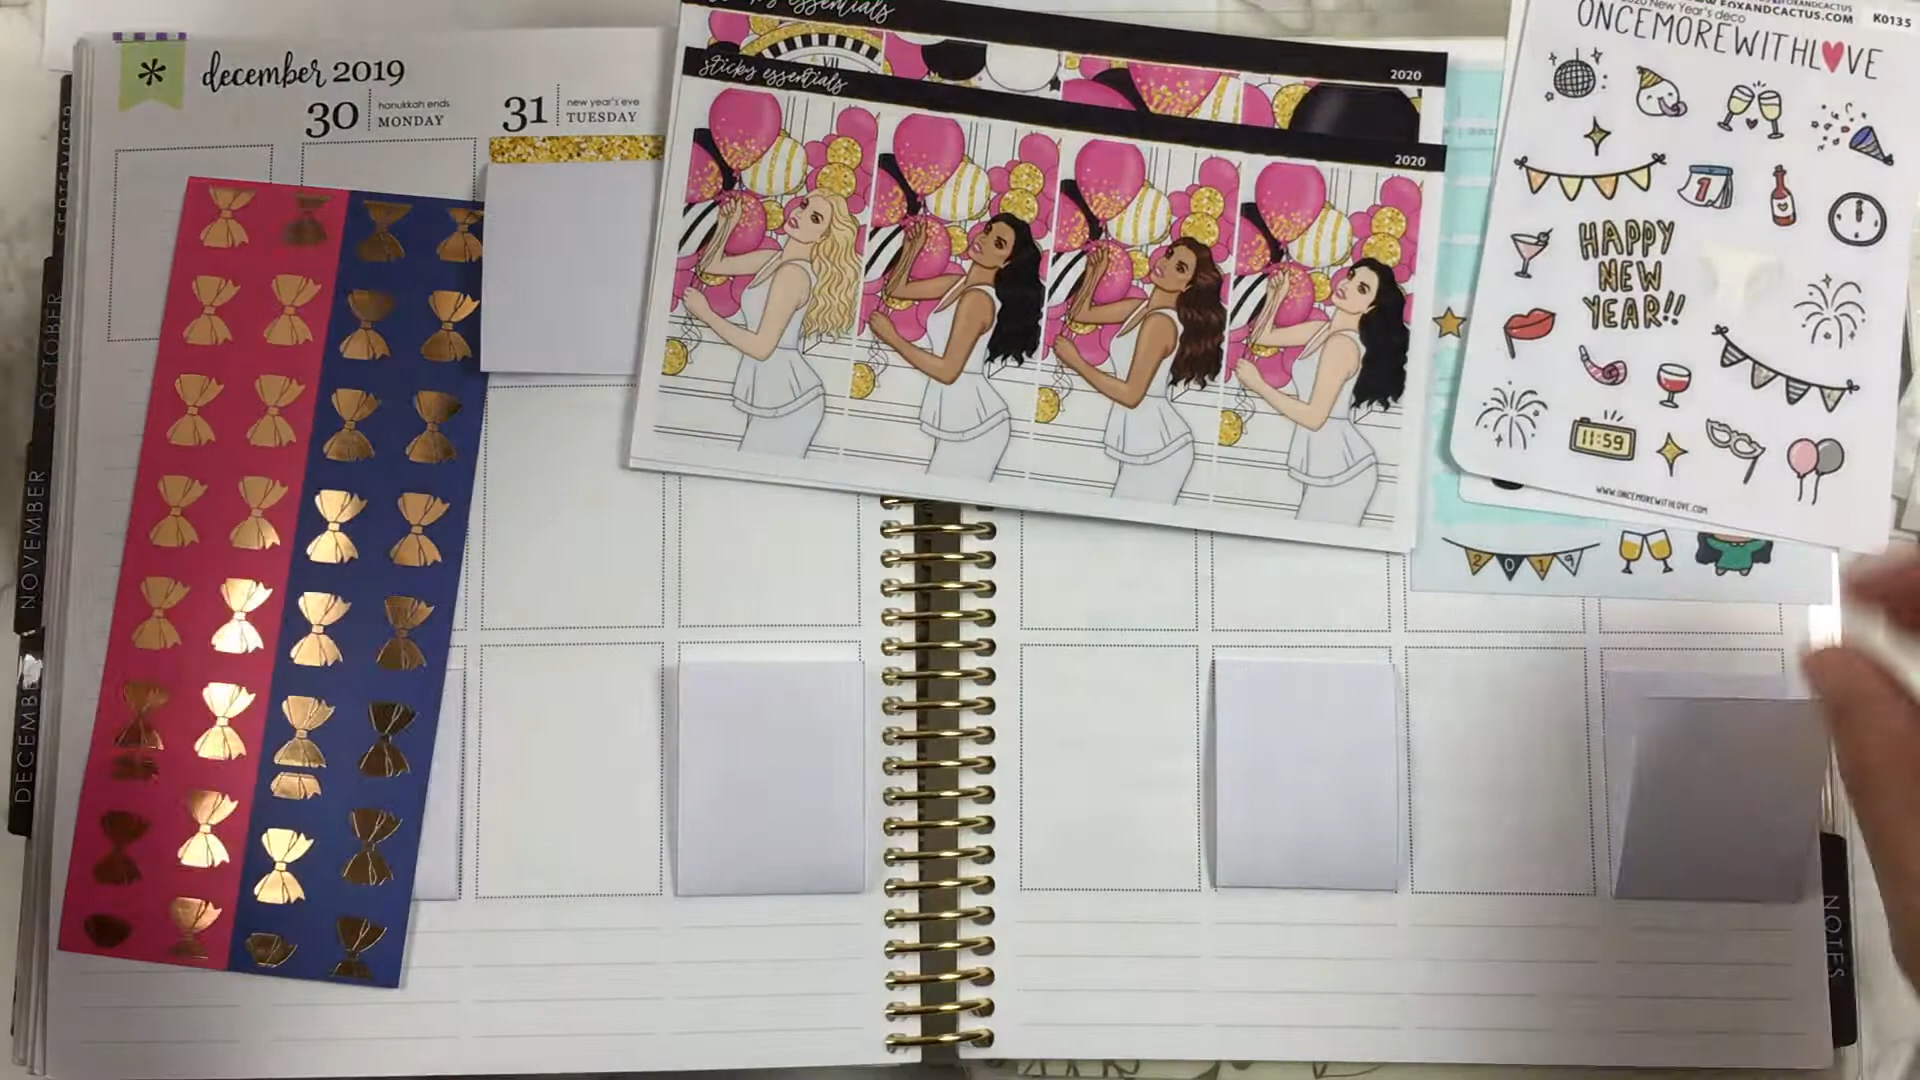 december 2019
30
hanukkah ends
MONDAY
31
new year's eve
TUESDAY
essentials
2020
sticky essentials
2020
2020 New Year's deco
FOXANDCACTUS.COM
K0135
ONCEMOREWITHLOVE
1
HAPPY
NEW
YEAR!!
11:59
WWW.ONCEMOREWITHLOVE.COM
2019
SEPTEMBER
OCTOBER
NOVEMBER
DECEMBER
NOTES